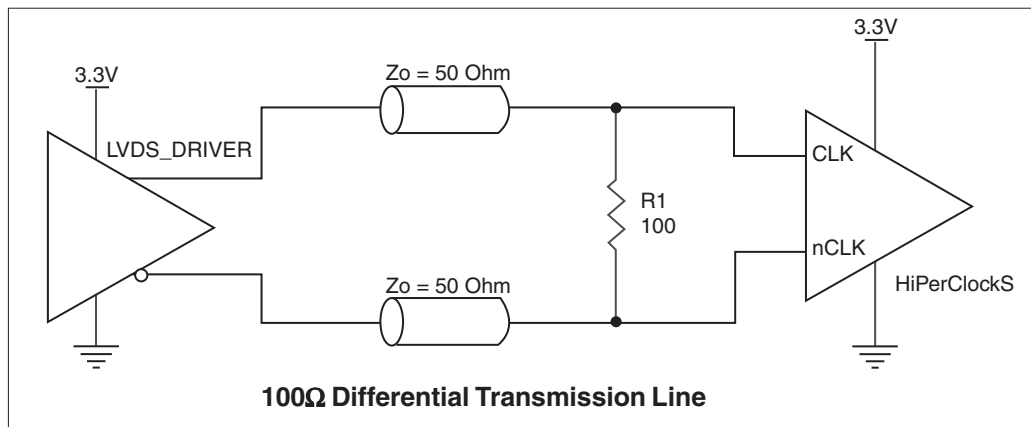 3.3V
3.3V
Zo = 50 Ohm
LVDS_DRIVER
CLK
R1
100
nCLK
Zo = 50 Ohm
HiPerClockS
100Ω Differential Transmission Line